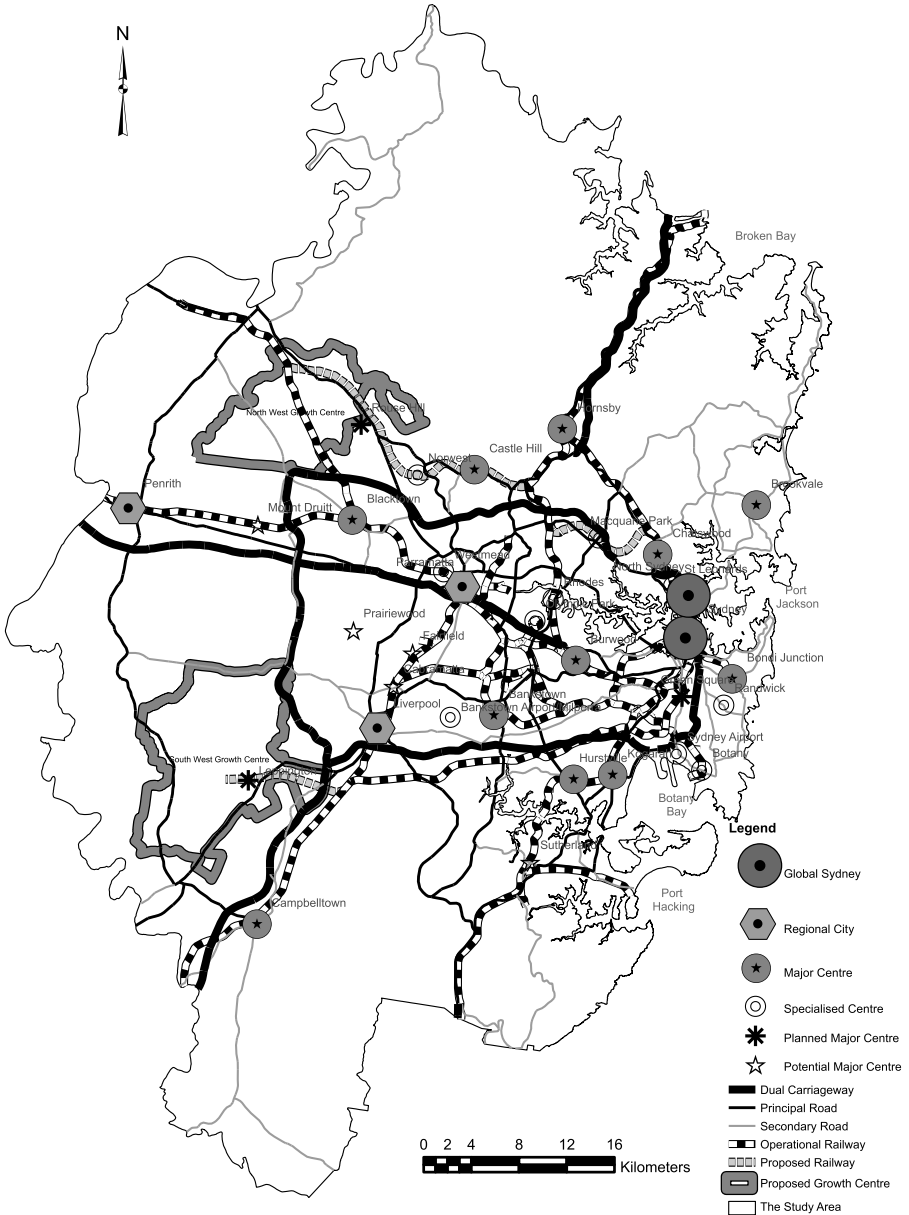 N
Broken Bay
Hornsby
North West Growth Centre
Rouse Hill
Castle Hill
Norwest
Penrith
Brookvale
Blacktown
Mount Druitt
Macquarie Park
Chatswood
Westmead
Parramatta
North Sydney
St Leonards
Rhodes
Port
Jackson
Sydney
Prairiewood
Fairfield
Burwood
Bondi Junction
Cabramatta
Green Square
Randwick
Bankstown
Liverpool
Bankstown Airport
Sydney Airport
South West Growth Centre
Hurstville
Kogarah
Botany
Leppington
Botany
Bay
Sutherland
Port
Hacking
Campbelltown
Legend
Global Sydney
Regional City
Major Centre
Specialised Centre
Planned Major Centre
Potential Major Centre
Dual Carriageway
Principal Road
Secondary Road
Operational Railway
Proposed Railway
Proposed Growth Centre
The Study Area
0 2 4 8 12 16
Kilometers